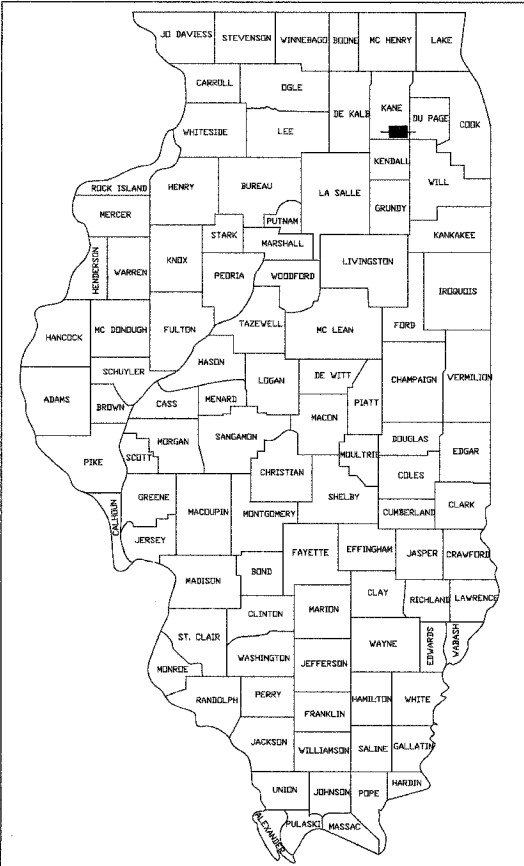 JO DAVIESS
STEVENSON
WINNEBAGO
BOONE
MC HENRY
LAKE
CARROLL
OGLE
DE KALB
KANE
DU PAGE
COOK
WHITESIDE
LEE
KENDALL
WILL
ROCK ISLAND
HENRY
BUREAU
LA SALLE
GRUNDY
MERCER
PUTNAM
STARK
MARSHALL
KANKAKEE
HENDERSON
WARREN
KNOX
PEORIA
WOODFORD
LIVINGSTON
IROQUOIS
HANCOCK
MC DONOUGH
FULTON
TAZEWELL
MC LEAN
FORD
SCHUYLER
MASON
ADAMS
BROWN
CASS
MENARD
LOGAN
DE WITT
PIATT
CHAMPAIGN
VERMILION
MACON
MORGAN
SANGAMON
DOUGLAS
EDGAR
PIKE
SCOTT
CHRISTIAN
MOULTRIE
COLES
GREENE
MACOUPIN
MONTGOMERY
SHELBY
CUMBERLAND
CLARK
CALHOUN
JERSEY
FAYETTE
EFFINGHAM
JASPER
CRAWFORD
MADISON
BOND
CLAY
RICHLAND
LAWRENCE
CLINTON
MARION
ST. CLAIR
WAYNE
EDWARDS
WABASH
MONROE
WASHINGTON
JEFFERSON
RANDOLPH
PERRY
HAMILTON
WHITE
FRANKLIN
JACKSON
WILLIAMSON
SALINE
GALLATIN
UNION
JOHNSON
POPE
HARDIN
ALEXANDER
PULASKI
MASSAC